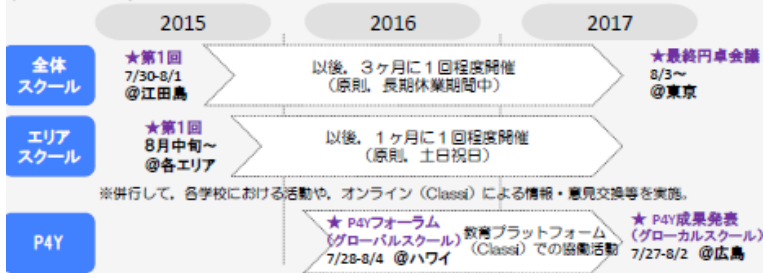 2015
2016
2017
全体
スクール
★第1回
7/30-8/1
@江田島
以後，３ヶ月に１回程度開催
（原則，長期休業期間中）
★最終円卓会議
8/3～
@東京
エリア
スクール
★第1回
8月中旬～
@各エリア
以後，１ヶ月に１回程度開催
（原則，土日祝日）
※併行して，各学校における活動や，オンライン（Classi）による情報・意見交換等を実施。
P4Y
★ P4Yフォーラム
(グローバルスクール)
7/28-8/4 @ハワイ
教育プラットフォーム
（Classi）での協働活動
★ P4Y成果発表
(グローカルスクール)
7/27-8/2 @広島